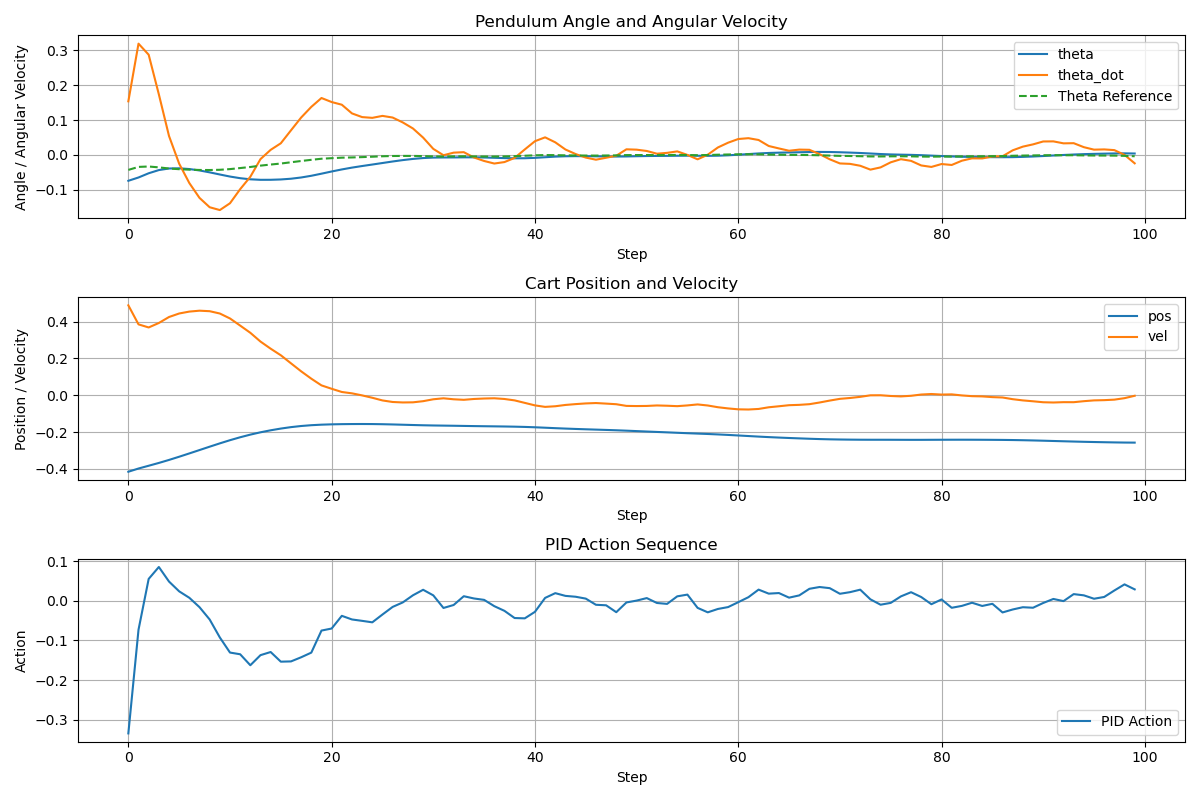 Pendulum Angle and Angular Velocity
Angle / Angular Velocity
0.3
0.2
0.1
0.0
−0.1
theta
theta_dot
Theta Reference
0 20 40 60 80 100
Step
Cart Position and Velocity
Position / Velocity
0.4
0.2
0.0
−0.2
−0.4
pos
vel
0 20 40 60 80 100
Step
PID Action Sequence
Action
0.1
0.0
−0.1
−0.2
−0.3
PID Action
0 20 40 60 80 100
Step